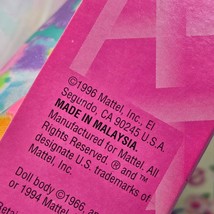 ©1996 Mattel, Inc., El
Segundo, CA 90245 U.S.A.
MADE IN MALAYSIA.
Manufactured for Mattel. All
Rights Reserved. ® and ™
designate U.S. trademarks of
Mattel, Inc.
Doll body ©1966,
or 1994 Mattel,
Retai